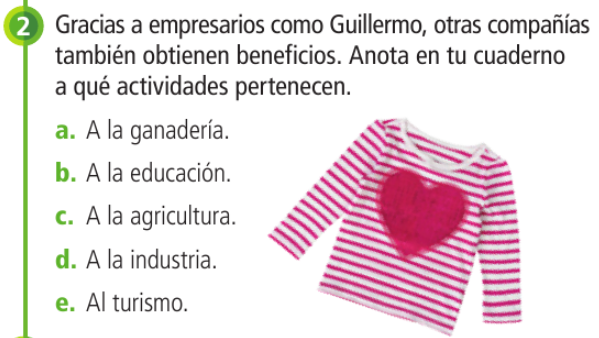 2 Gracias a empresarios como Guillermo, otras compañías
también obtienen beneficios. Anota en tu cuaderno
a qué actividades pertenecen.
a. A la ganadería.
b. A la educación.
c. A la agricultura.
d. A la industria.
e. Al turismo.